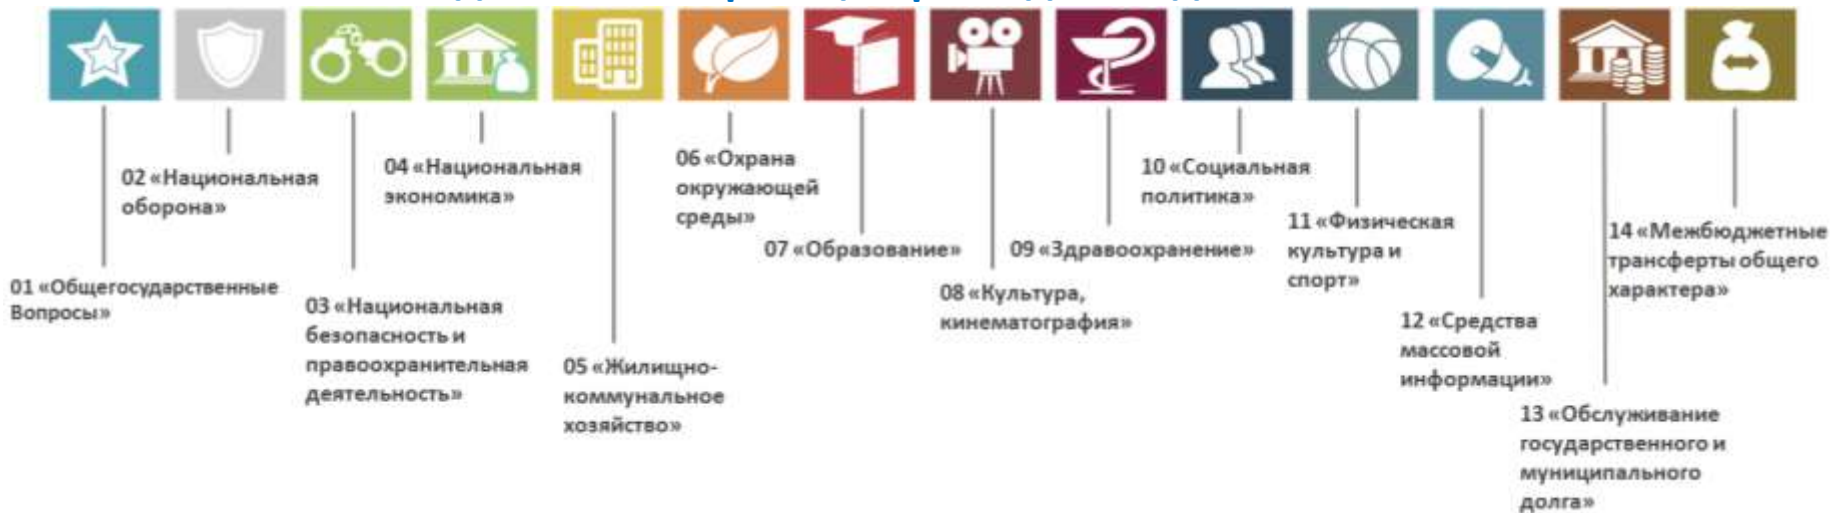 01 «Общегосударственные
Вопросы»
02 «Национальная
оборона»
03 «Национальная
безопасность и
правоохранительная
деятельность»
04 «Национальная
экономика»
05 «Жилищно-
коммунальное
хозяйство»
06 «Охрана
окружающей
среды»
07 «Образование»
08 «Культура,
кинематография»
09 «Здравоохранение»
10 «Социальная
политика»
11 «Физическая
культура и
спорт»
12 «Средства
массовой
информации»
13 «Обслуживание
государственного и
муниципального
долга»
14 «Межбюджетные
трансферты общего
характера»